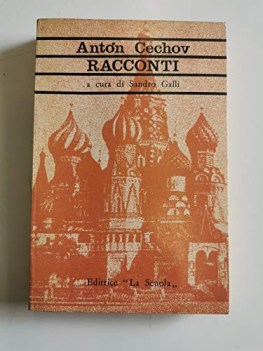 Antón Cechov
RACCONTI
a cura di Sandro Galli
Editrice "La Scuola„